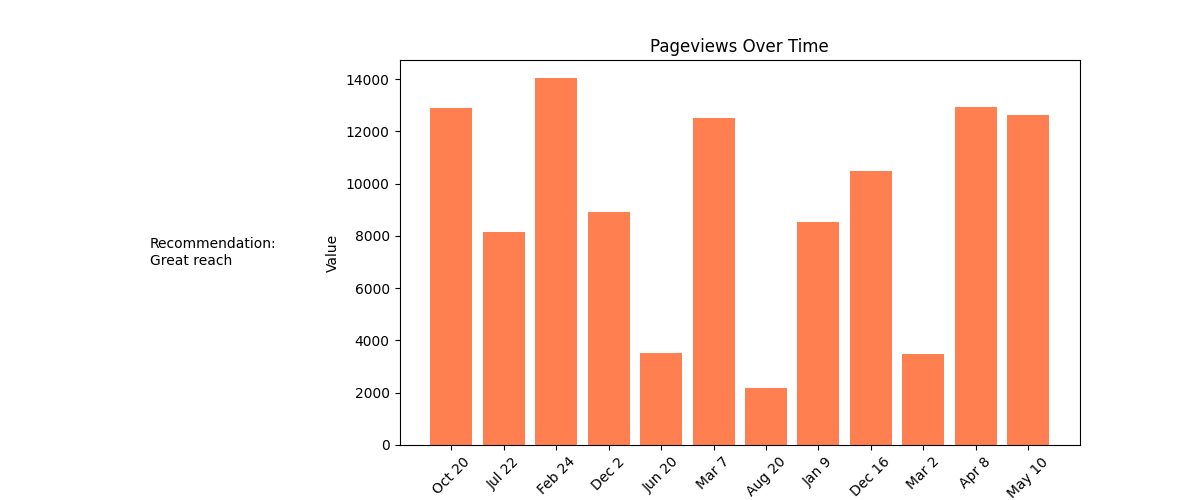 Pageviews Over Time
Recommendation:
Great reach
Value
14000
12000
10000
8000
6000
4000
2000
0
Oct 20
Jul 22
Feb 24
Dec 2
Jun 20
Mar 7
Aug 20
Jan 9
Dec 16
Mar 2
Apr 8
May 10